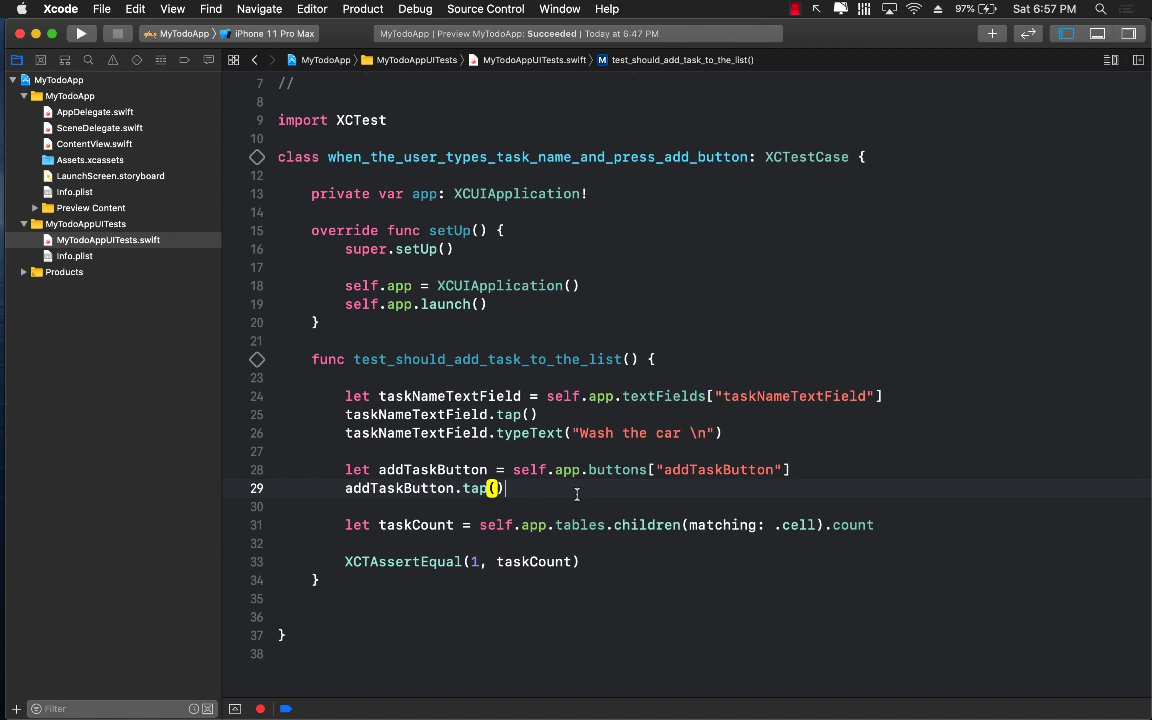 Xcode File Edit View Find Navigate Editor Product Debug Source Control Window Help 97% Sat 6:57 PM
MyTodoApp iPhone 11 Pro Max MyTodoApp | Preview MyTodoApp: Succeeded | Today at 6:47 PM
MyTodoApp MyTodoAppUITests MyTodoAppUITests.swift M test_should_add_task_to_the_list()
MyTodoApp
MyTodoApp
AppDelegate.swift
SceneDelegate.swift
ContentView.swift
Assets.xcassets
LaunchScreen.storyboard
Info.plist
Preview Content
MyTodoAppUITests
MyTodoAppUITests.swift
Info.plist
Products
Filter
7 //
8
9 import XCTest
10
class when_the_user_types_task_name_and_press_add_button: XCTestCase {
12
13 private var app: XCUIApplication!
14
15 override func setUp() {
16 super.setUp()
17
18 self.app = XCUIApplication()
19 self.app.launch()
20 }
21
func test_should_add_task_to_the_list() {
23
24 let taskNameTextField = self.app.textFields["taskNameTextField"]
25 taskNameTextField.tap()
26 taskNameTextField.typeText("Wash the car \n")
27
28 let addTaskButton = self.app.buttons["addTaskButton"]
29 addTaskButton.tap()
30
31 let taskCount = self.app.tables.children(matching: .cell).count
32
33 XCTAssertEqual(1, taskCount)
34 }
35
36
37 }
38